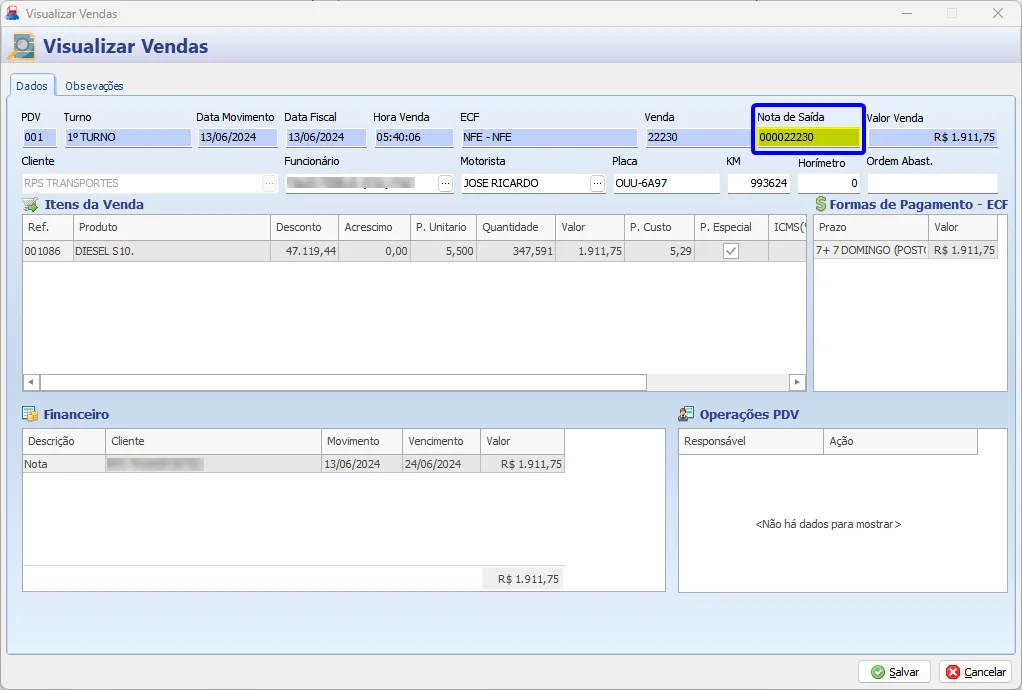 Visualizar Vendas
Visualizar Vendas
Dados Obsevações
PDV Turno Data Movimento Data Fiscal Hora Venda ECF Venda Nota de Saída Valor Venda
001 1º TURNO 13/06/2024 13/06/2024 05:40:06 NFE - NFE 22230 000022230 R$ 1.911,75
Cliente Funcionário Motorista Placa KM Horímetro Ordem Abast.
RPS TRANSPORTES ... ... JOSE RICARDO ... OUU-6A97 993624 0
Itens da Venda Formas de Pagamento - ECF
Ref. Produto Desconto Acrescimo P. Unitario Quantidade Valor P. Custo P. Especial ICMS(% Prazo Valor
001086 DIESEL S10. 47.119,44 0,00 5,500 347,591 1.911,75 5,29 7+ 7 DOMINGO (POSTO R$ 1.911,75
Financeiro Operações PDV
Descrição Cliente Movimento Vencimento Valor Responsável Ação
Nota 13/06/2024 24/06/2024 R$ 1.911,75
<Não há dados para mostrar>
R$ 1.911,75
Salvar Cancelar